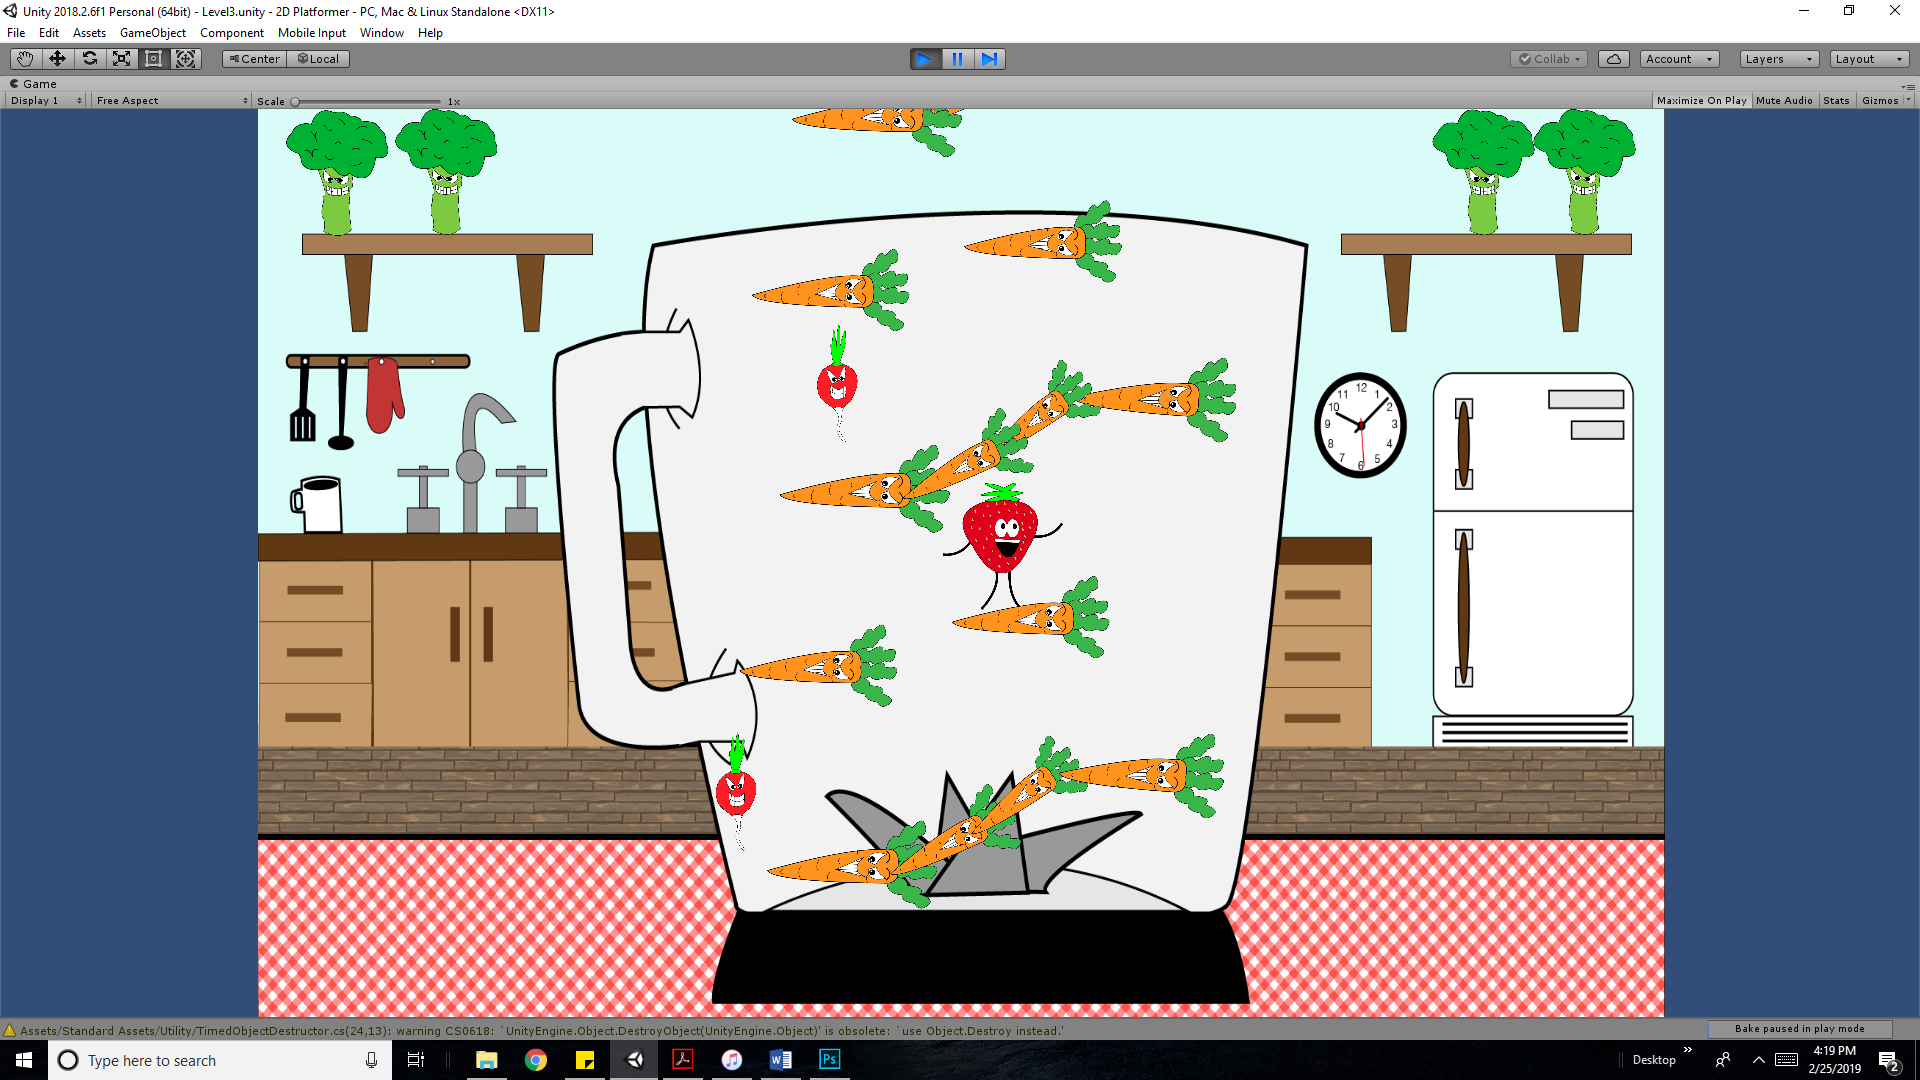 Unity 2018.2.6f1 Personal (64bit) - Level3.unity - 2D Platformer - PC, Mac & Linux Standalone <DX11>
File Edit Assets GameObject Component Mobile Input Window Help
Center Local Collab Account Layers Layout
Game
Display 1 Free Aspect Scale 1x Maximize On Play Mute Audio Stats Gizmos
12
11 1
10 2
9 3
8 4
7 5
6
Assets/Standard Assets/Utility/TimedObjectDestructor.cs(24,13): warning CS0618: `UnityEngine.Object.DestroyObject(UnityEngine.Object)' is obsolete: `use Object.Destroy instead.'
Bake paused in play mode
Type here to search
Ps
Desktop »
4:19 PM
2/25/2019
2